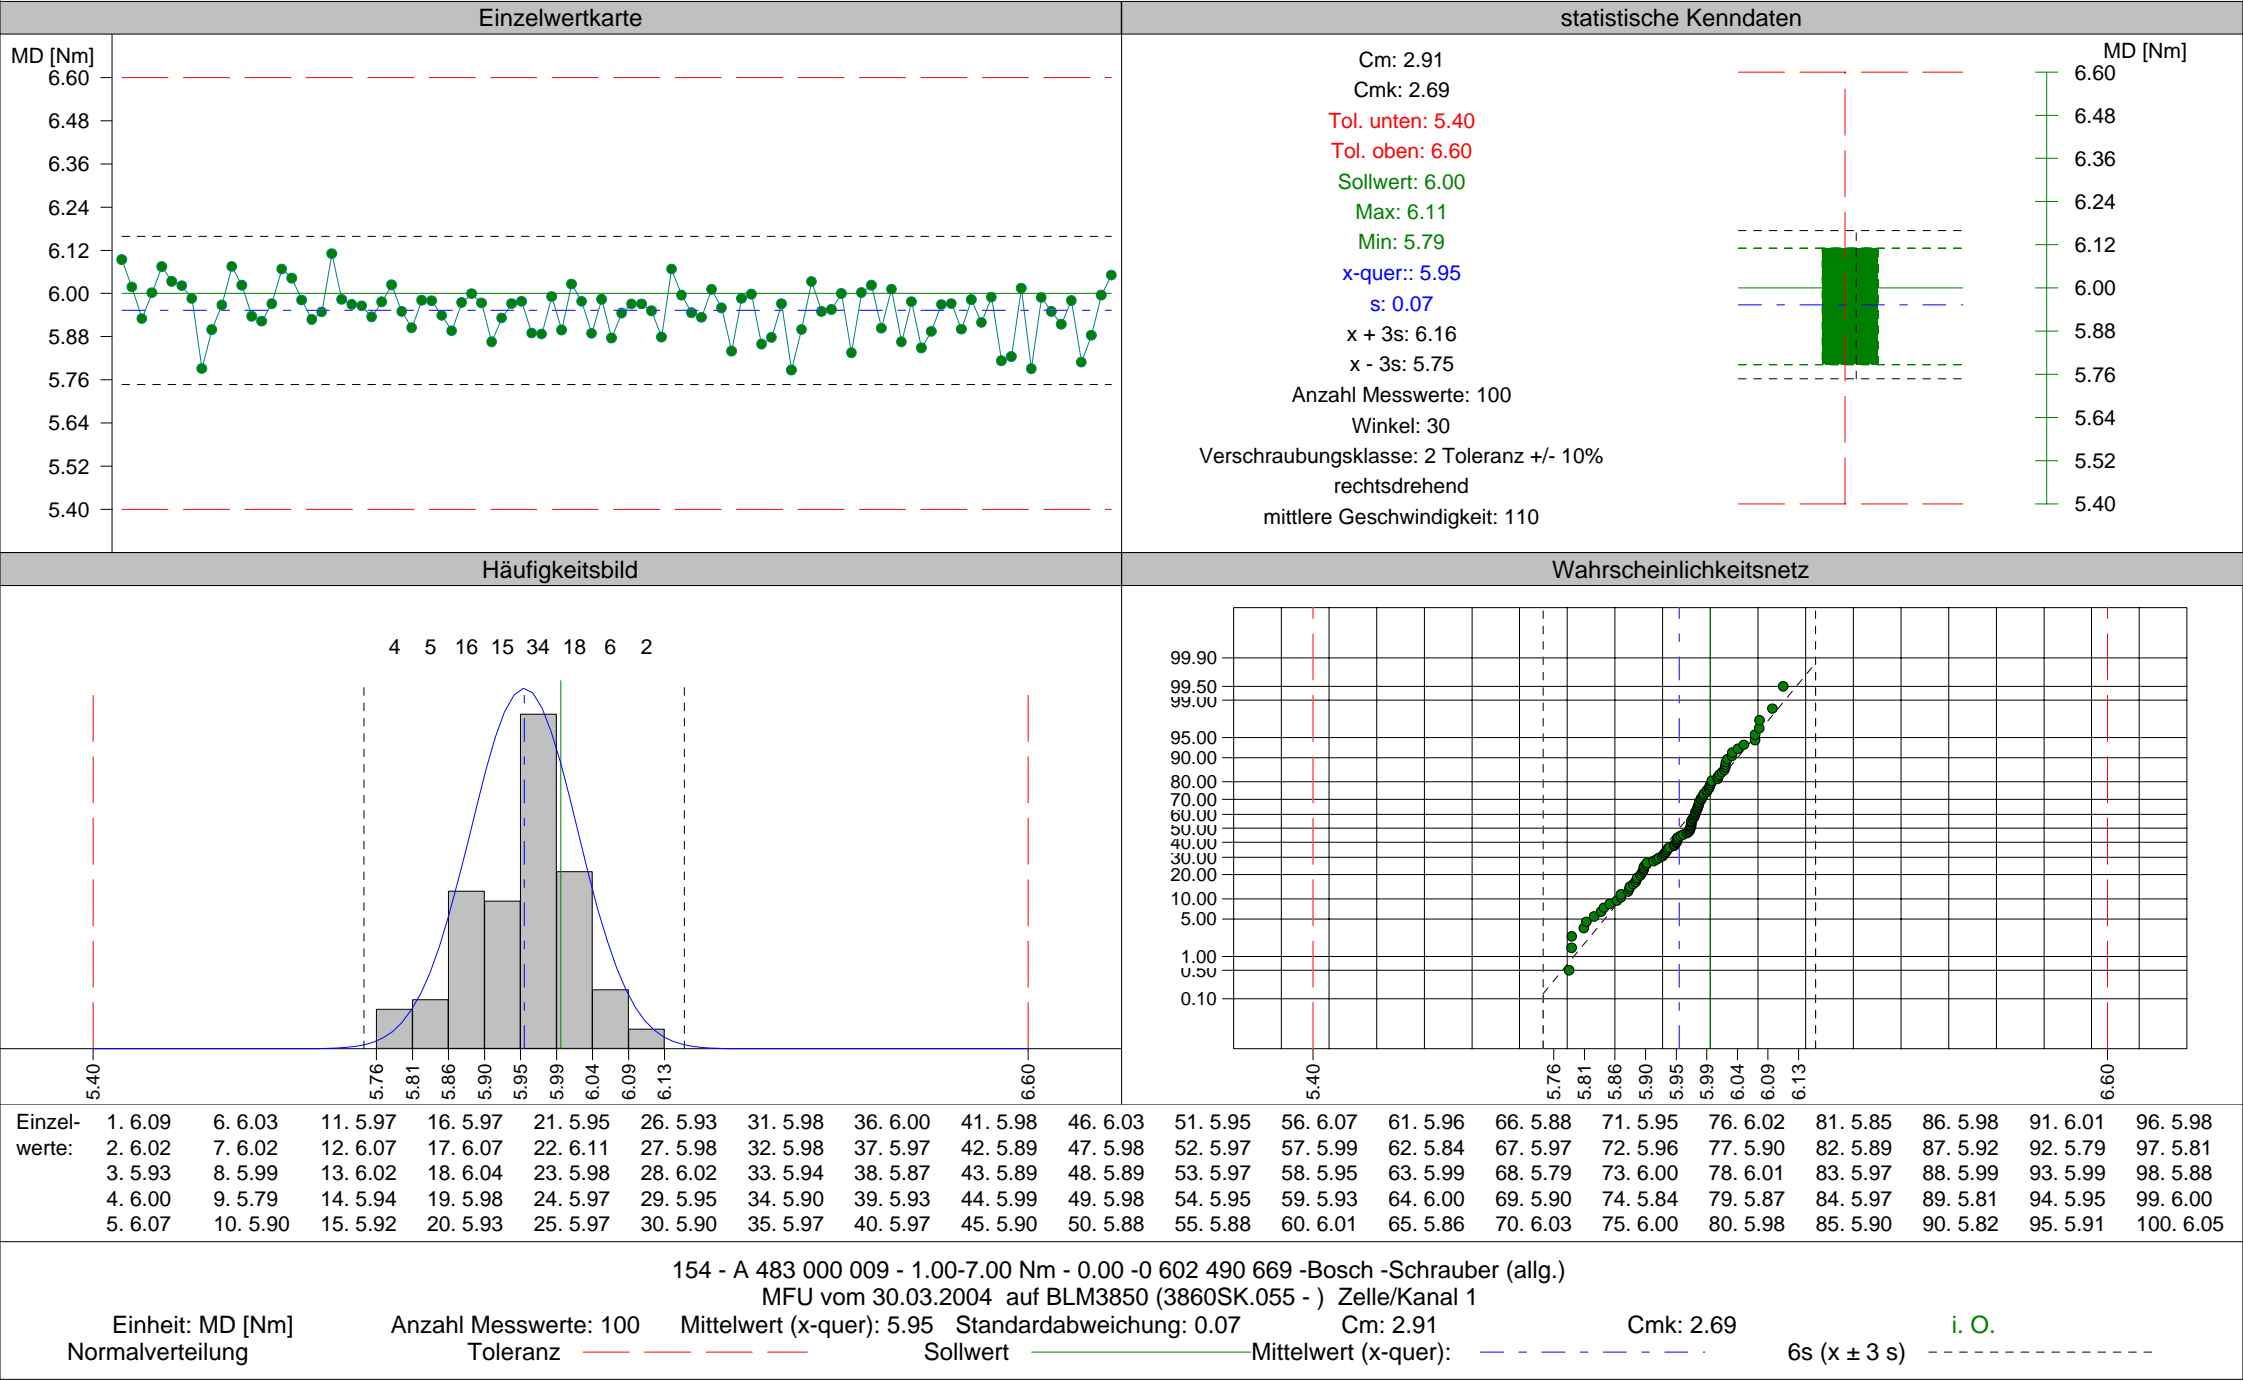 Einzelwertkarte
MD [Nm]
6.60
6.48
6.36
6.24
6.12
6.00
5.88
5.76
5.64
5.52
5.40
statistische Kenndaten
Cm: 2.91
Cmk: 2.69
Tol. unten: 5.40
Tol. oben: 6.60
Sollwert: 6.00
Max: 6.11
Min: 5.79
x-quer:: 5.95
s: 0.07
x + 3s: 6.16
x - 3s: 5.75
Anzahl Messwerte: 100
Winkel: 30
Verschraubungsklasse: 2 Toleranz +/- 10%
rechtsdrehend
mittlere Geschwindigkeit: 110
MD [Nm]
6.60
6.48
6.36
6.24
6.12
6.00
5.88
5.76
5.64
5.52
5.40
Häufigkeitsbild
4 5 16 15 34 18 6 2
5.40 5.76 5.81 5.86 5.90 5.95 5.99 6.04 6.09 6.13 6.60
Wahrscheinlichkeitsnetz
99.90
99.50
99.00
95.00
90.00
80.00
70.00
60.00
50.00
40.00
30.00
20.00
10.00
5.00
1.00
0.50
0.10
5.40 5.76 5.81 5.86 5.90 5.95 5.99 6.04 6.09 6.13 6.60
Einzel- 1. 6.09 6. 6.03 11. 5.97 16. 5.97 21. 5.95 26. 5.93 31. 5.98 36. 6.00 41. 5.98 46. 6.03 51. 5.95 56. 6.07 61. 5.96 66. 5.88 71. 5.95 76. 6.02 81. 5.85 86. 5.98 91. 6.01 96. 5.98
werte: 2. 6.02 7. 6.02 12. 6.07 17. 6.07 22. 6.11 27. 5.98 32. 5.98 37. 5.97 42. 5.89 47. 5.98 52. 5.97 57. 5.99 62. 5.84 67. 5.97 72. 5.96 77. 5.90 82. 5.89 87. 5.92 92. 5.79 97. 5.81
3. 5.93 8. 5.99 13. 6.02 18. 6.04 23. 5.98 28. 6.02 33. 5.94 38. 5.87 43. 5.89 48. 5.89 53. 5.97 58. 5.95 63. 5.99 68. 5.79 73. 6.00 78. 6.01 83. 5.97 88. 5.99 93. 5.99 98. 5.88
4. 6.00 9. 5.79 14. 5.94 19. 5.98 24. 5.97 29. 5.95 34. 5.90 39. 5.93 44. 5.99 49. 5.98 54. 5.95 59. 5.93 64. 6.00 69. 5.90 74. 5.84 79. 5.87 84. 5.97 89. 5.81 94. 5.95 99. 6.00
5. 6.07 10. 5.90 15. 5.92 20. 5.93 25. 5.97 30. 5.90 35. 5.97 40. 5.97 45. 5.90 50. 5.88 55. 5.88 60. 6.01 65. 5.86 70. 6.03 75. 6.00 80. 5.98 85. 5.90 90. 5.82 95. 5.91 100. 6.05
154 - A 483 000 009 - 1.00-7.00 Nm - 0.00 -0 602 490 669 -Bosch -Schrauber (allg.)
MFU vom 30.03.2004 auf BLM3850 (3860SK.055 - ) Zelle/Kanal 1
Einheit: MD [Nm] Anzahl Messwerte: 100 Mittelwert (x-quer): 5.95 Standardabweichung: 0.07 Cm: 2.91 Cmk: 2.69 i. O.
Normalverteilung Toleranz Sollwert Mittelwert (x-quer): 6s (x ± 3 s)